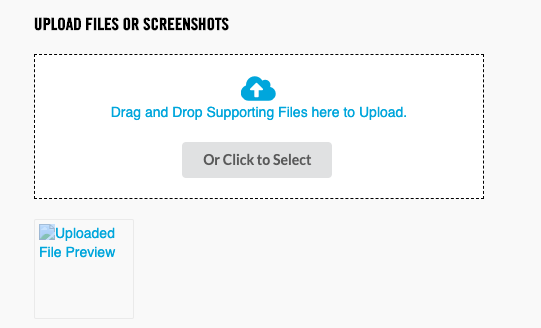 UPLOAD FILES OR SCREENSHOTS
Drag and Drop Supporting Files here to Upload.
Or Click to Select
Uploaded
File Preview